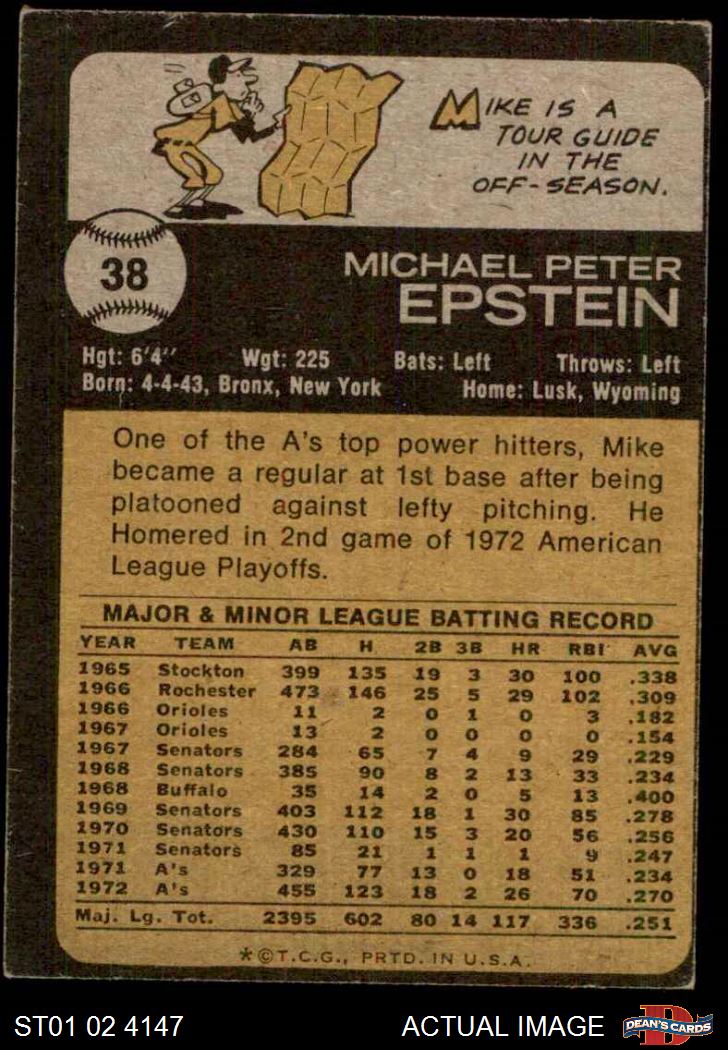 MIKE IS A
TOUR GUIDE
IN THE
OFF-SEASON.
38
MICHAEL PETER
EPSTEIN
Hgt: 6'4" Wgt: 225 Bats: Left Throws: Left
Born: 4-4-43, Bronx, New York Home: Lusk, Wyoming
One of the A's top power hitters, Mike
became a regular at 1st base after being
platooned against lefty pitching. He
Homered in 2nd game of 1972 American
League Playoffs.
MAJOR & MINOR LEAGUE BATTING RECORD
YEAR TEAM AB H 2B 3B HR RBI AVG
1965 Stockton 399 135 19 3 30 100 .338
1966 Rochester 473 146 25 5 29 102 .309
1966 Orioles 11 2 0 1 0 3 .182
1967 Orioles 13 2 0 0 0 0 .154
1967 Senators 284 65 7 4 9 29 .229
1968 Senators 385 90 8 2 13 33 .234
1968 Buffalo 35 14 2 0 5 13 .400
1969 Senators 403 112 18 1 30 85 .278
1970 Senators 430 110 15 3 20 56 .256
1971 Senators 85 21 1 1 1 9 .247
1971 A's 329 77 13 0 18 51 .234
1972 A's 455 123 18 2 26 70 .270
Maj. Lg. Tot. 2395 602 80 14 117 336 .251
*©T.C.G., PRTD. IN U.S.A.
ST01 02 4147 ACTUAL IMAGE D DEAN'S CARDS